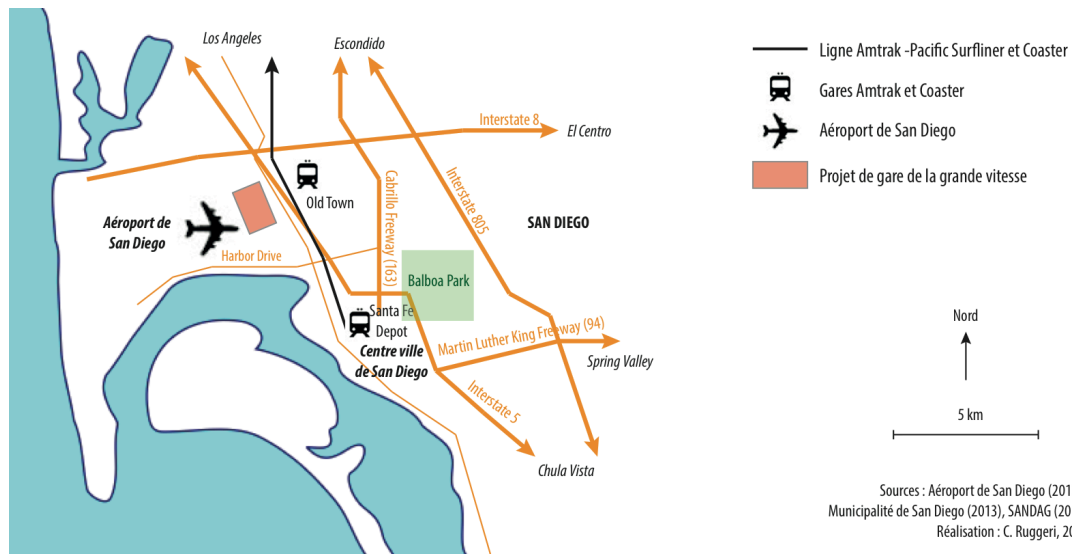 Los Angeles
Escondido
Interstate 8
El Centro
Old Town
Cabrillo Freeway (163)
Interstate 805
SAN DIEGO
Aéroport de
San Diego
Harbor Drive
Balboa Park
Santa Fe
Depot
Centre ville
de San Diego
Martin Luther King Freeway (94)
Spring Valley
Interstate 5
Chula Vista
Ligne Amtrak -Pacific Surfliner et Coaster
Gares Amtrak et Coaster
Aéroport de San Diego
Projet de gare de la grande vitesse
Nord
5 km
Sources : Aéroport de San Diego (201
Municipalité de San Diego (2013), SANDAG (20
Réalisation : C. Ruggeri, 20